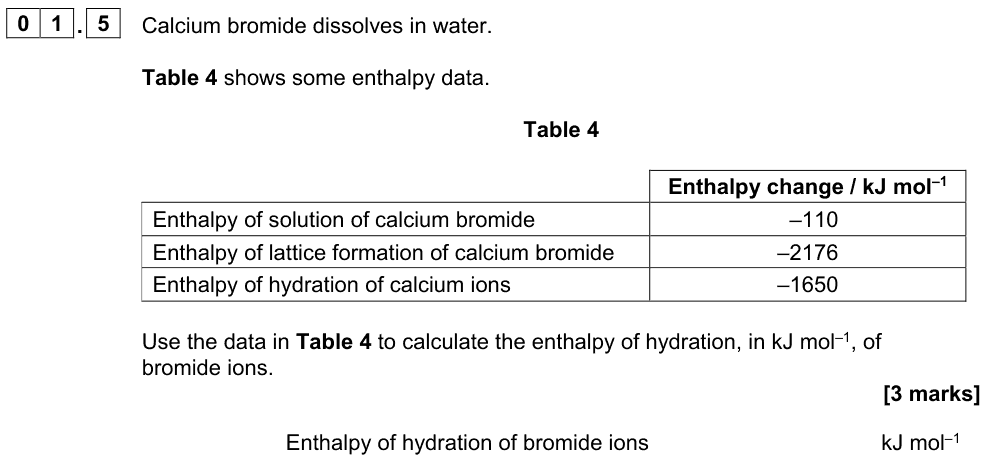 0 1 . 5 Calcium bromide dissolves in water.
Table 4 shows some enthalpy data.
Table 4
Enthalpy change / kJ mol⁻¹
Enthalpy of solution of calcium bromide –110
Enthalpy of lattice formation of calcium bromide –2176
Enthalpy of hydration of calcium ions –1650
Use the data in Table 4 to calculate the enthalpy of hydration, in kJ mol⁻¹, of
bromide ions.
[3 marks]
Enthalpy of hydration of bromide ions kJ mol⁻¹